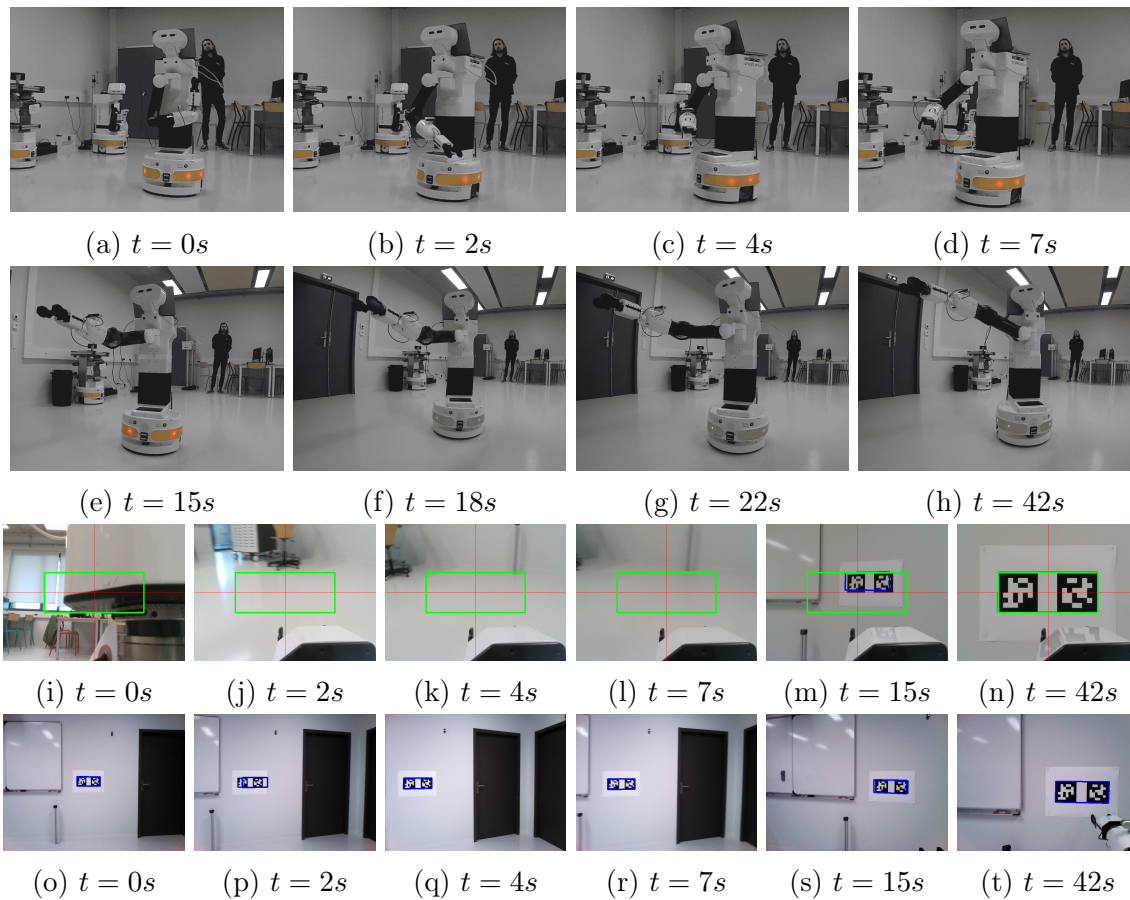 (a) t = 0s
(b) t = 2s
(c) t = 4s
(d) t = 7s
(e) t = 15s
(f) t = 18s
(g) t = 22s
(h) t = 42s
(i) t = 0s
(j) t = 2s
(k) t = 4s
(l) t = 7s
(m) t = 15s
(n) t = 42s
(o) t = 0s
(p) t = 2s
(q) t = 4s
(r) t = 7s
(s) t = 15s
(t) t = 42s